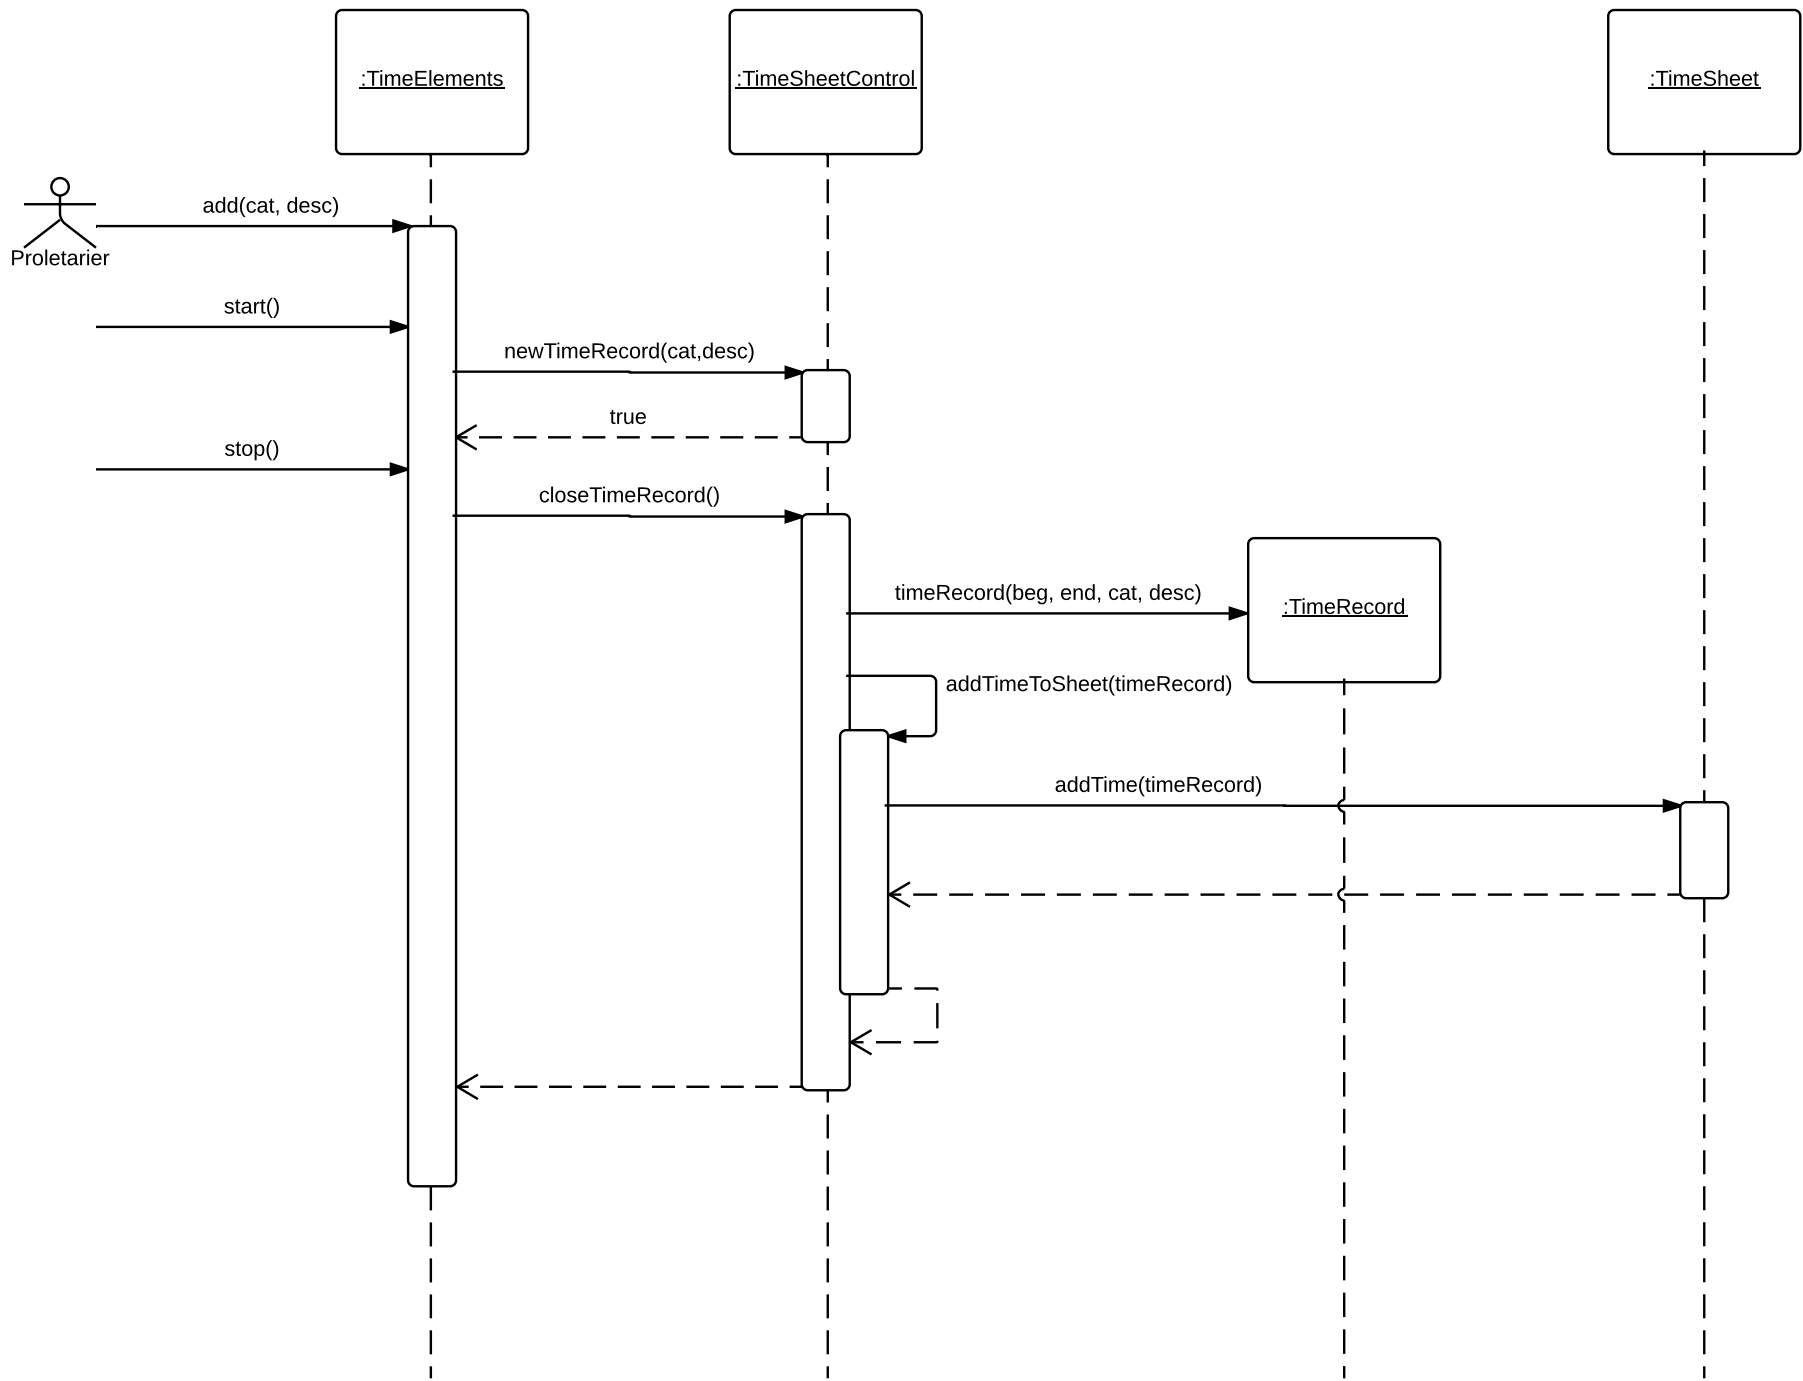 :TimeElements
:TimeSheetControl
:TimeSheet
add(cat, desc)
Proletarier
start()
newTimeRecord(cat,desc)
true
stop()
closeTimeRecord()
timeRecord(beg, end, cat, desc)
:TimeRecord
addTimeToSheet(timeRecord)
addTime(timeRecord)